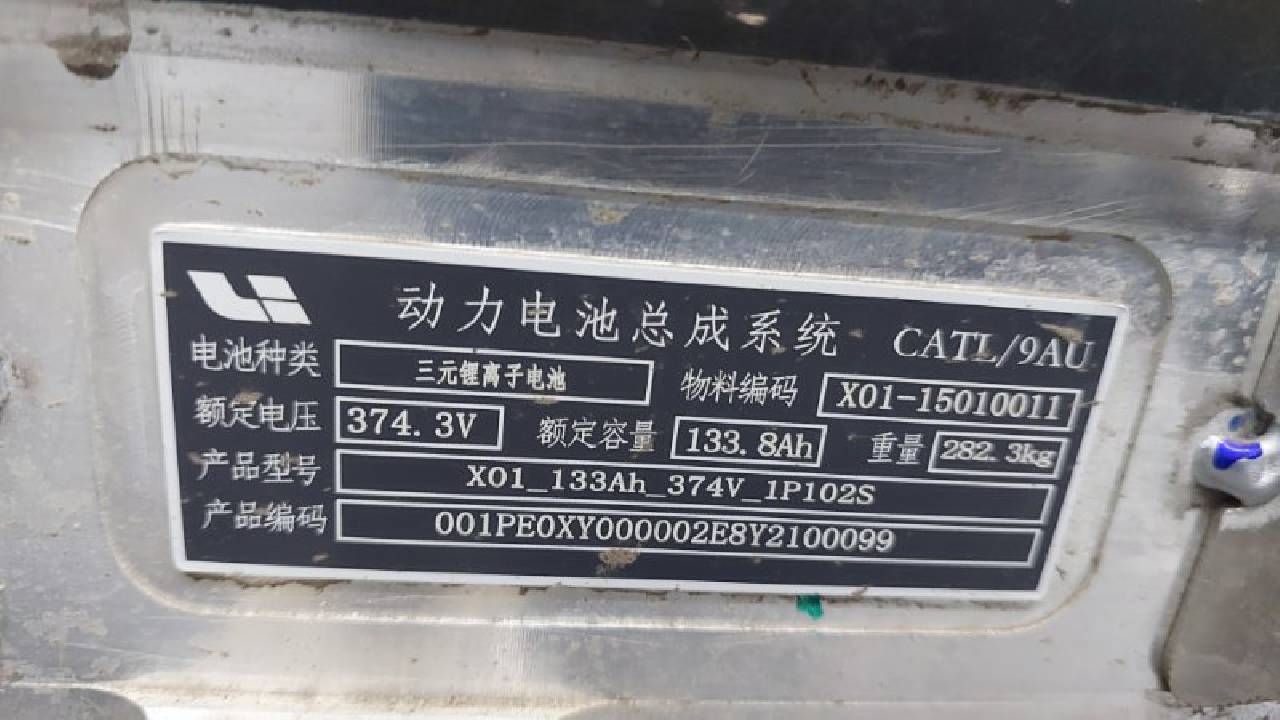 Li
动力电池总成系统 CATL/9AU
电池种类 三元锂离子电池 物料编码 X01-15010011
额定电压 374.3V 额定容量 133.8Ah 重量 282.3kg
产品型号 X01_133Ah_374V_1P102S
产品编码 001PE0XY000002E8Y2100099